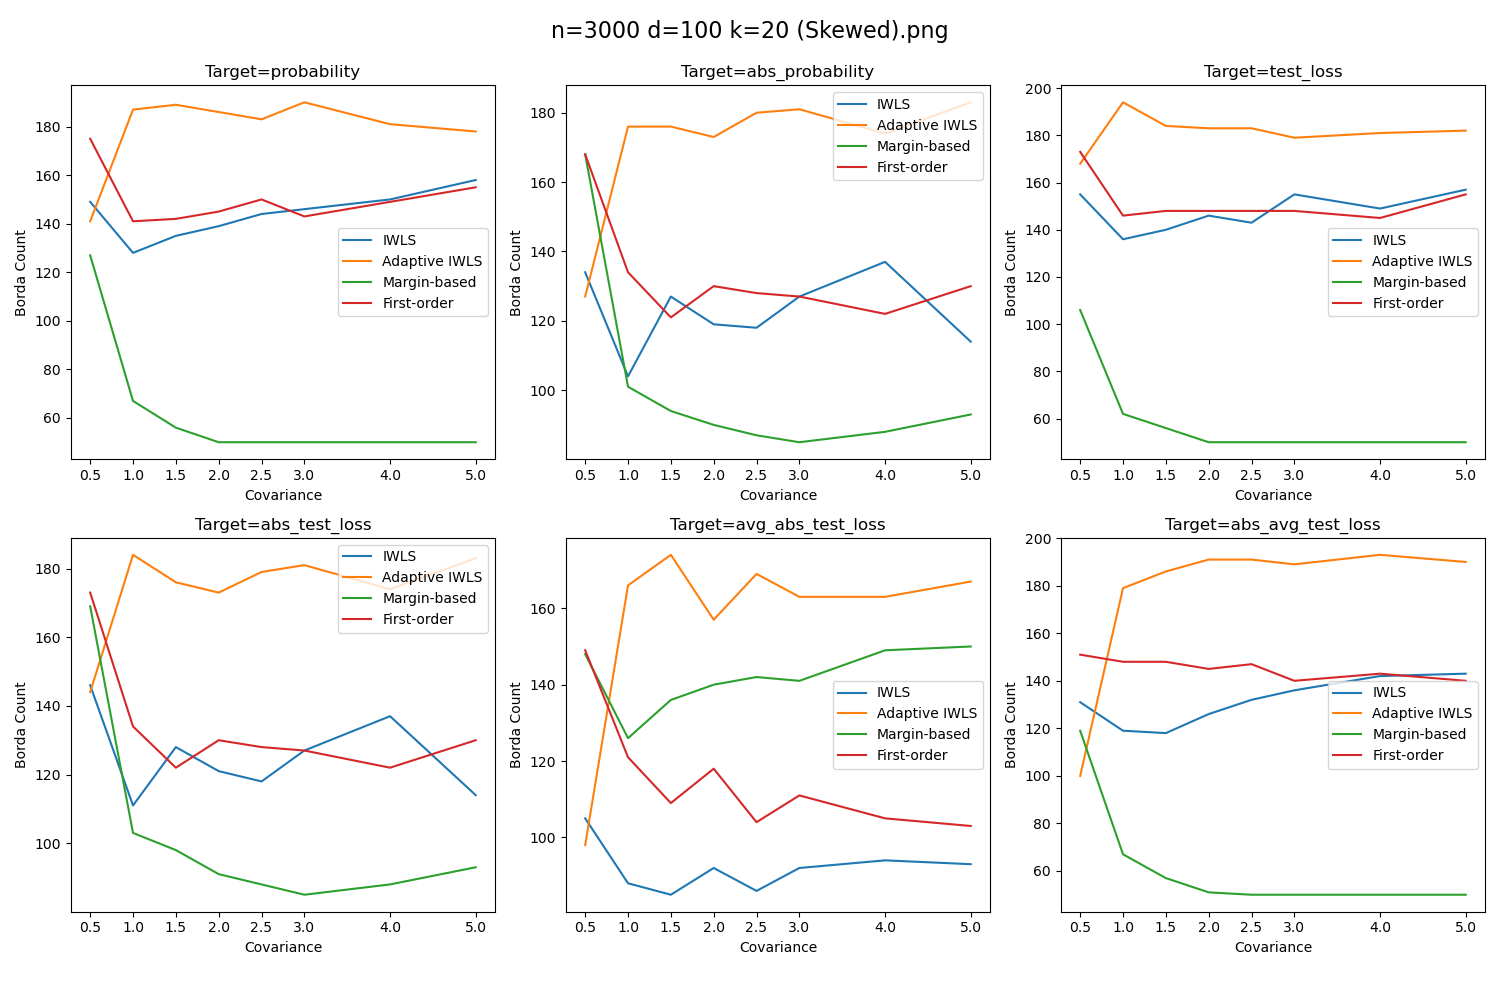 n=3000 d=100 k=20 (Skewed).png
Target=probability
180
160
140
120
100
80
60
Borda Count
0.5 1.0 1.5 2.0 2.5 3.0 4.0 5.0
Covariance
IWLS
Adaptive IWLS
Margin-based
First-order
Target=abs_probability
180
160
140
120
100
Borda Count
0.5 1.0 1.5 2.0 2.5 3.0 4.0 5.0
Covariance
IWLS
Adaptive IWLS
Margin-based
First-order
Target=test_loss
200
180
160
140
120
100
80
60
Borda Count
0.5 1.0 1.5 2.0 2.5 3.0 4.0 5.0
Covariance
IWLS
Adaptive IWLS
Margin-based
First-order
Target=abs_test_loss
180
160
140
120
100
Borda Count
0.5 1.0 1.5 2.0 2.5 3.0 4.0 5.0
Covariance
IWLS
Adaptive IWLS
Margin-based
First-order
Target=avg_abs_test_loss
160
140
120
100
Borda Count
0.5 1.0 1.5 2.0 2.5 3.0 4.0 5.0
Covariance
IWLS
Adaptive IWLS
Margin-based
First-order
Target=abs_avg_test_loss
200
180
160
140
120
100
80
60
Borda Count
0.5 1.0 1.5 2.0 2.5 3.0 4.0 5.0
Covariance
IWLS
Adaptive IWLS
Margin-based
First-order